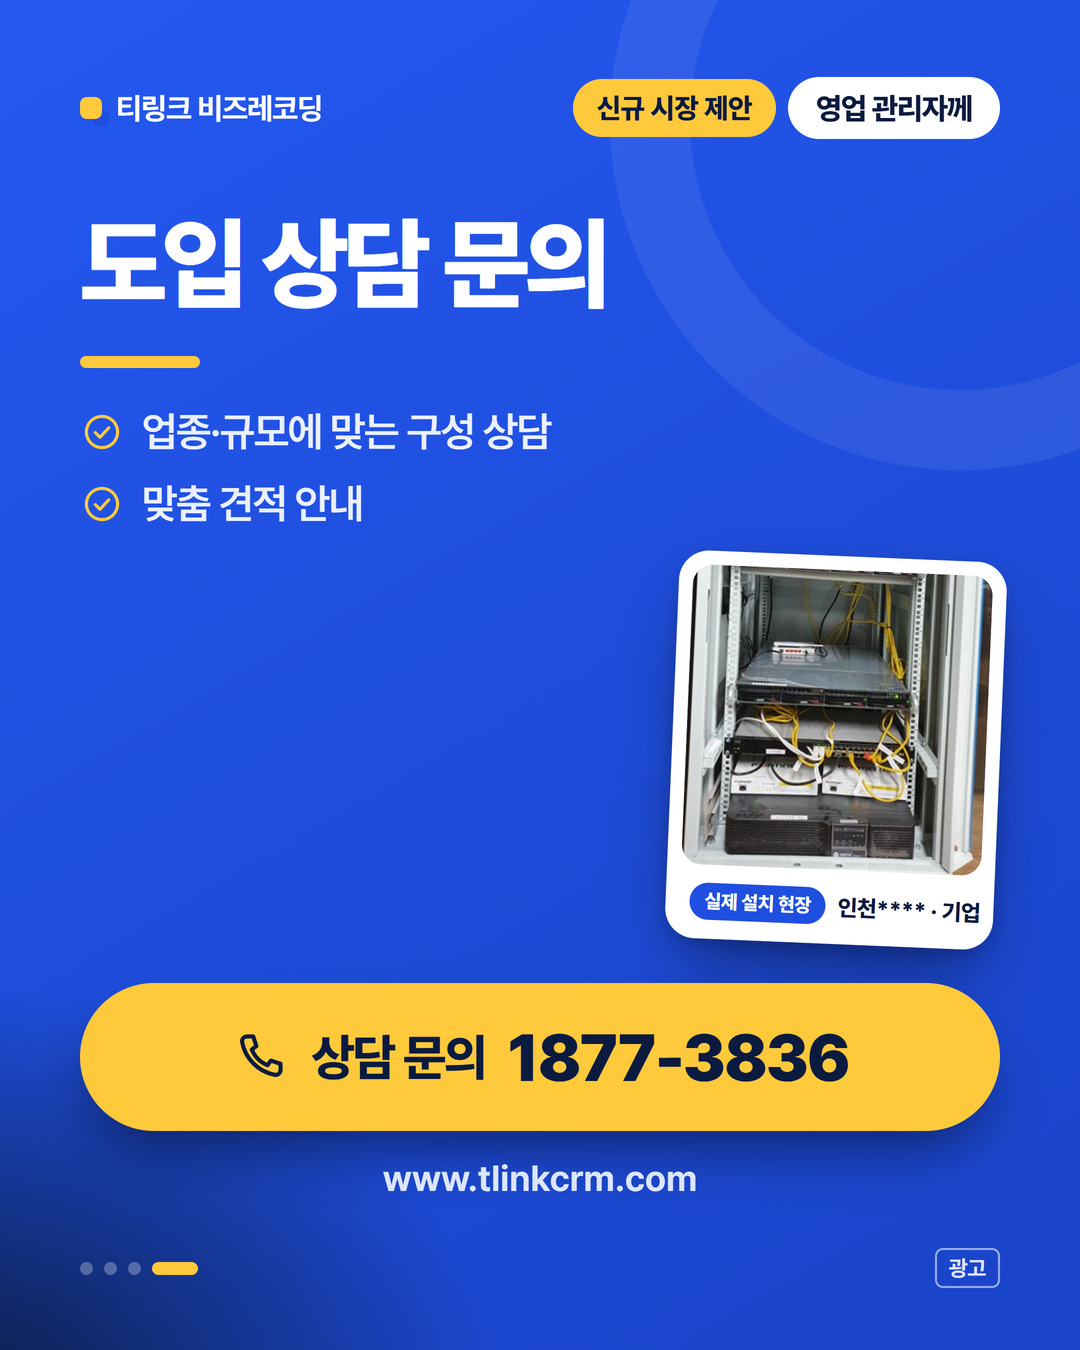 티링크 비즈레코딩
신규 시장 제안
영업 관리자께
도입 상담 문의
업종·규모에 맞는 구성 상담
맞춤 견적 안내
실제 설치 현장
인천**** · 기업
상담 문의 1877-3836
www.tlinkcrm.com
광고